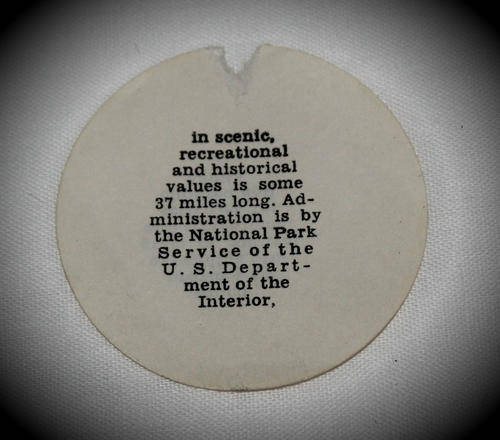 in scenic,
recreational
and historical
values is some
37 miles long. Ad-
ministration is by
the National Park
Service of the
U. S. Depart-
ment of the
Interior,